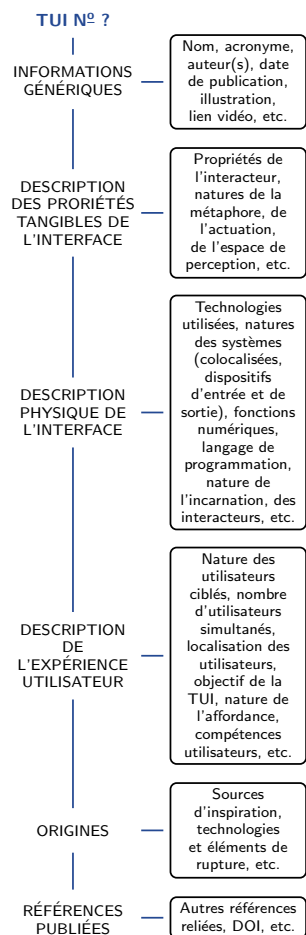 TUI Nº ?
INFORMATIONS
GÉNÉRIQUES
Nom, acronyme,
auteur(s), date
de publication,
illustration,
lien vidéo, etc.
DESCRIPTION
DES PRORIÉTÉS
TANGIBLES DE
L'INTERFACE
Propriétés de
l'interacteur,
natures de la
métaphore, de
l'actuation,
de l'espace de
perception, etc.
DESCRIPTION
PHYSIQUE DE
L'INTERFACE
Technologies
utilisées, natures
des systèmes
(colocalisées,
dispositifs
d'entrée et de
sortie), fonctions
numériques,
langage de
programmation,
nature de
l'incarnation, des
interacteurs, etc.
DESCRIPTION
DE
L'EXPÉRIENCE
UTILISATEUR
Nature des
utilisateurs
ciblés, nombre
d'utilisateurs
simultanés,
localisation des
utilisateurs,
objectif de la
TUI, nature de
l'affordance,
compétences
utilisateurs, etc.
ORIGINES
Sources
d'inspiration,
technologies
et éléments de
rupture, etc.
RÉFÉRENCES
PUBLIÉES
Autres références
reliées, DOI, etc.